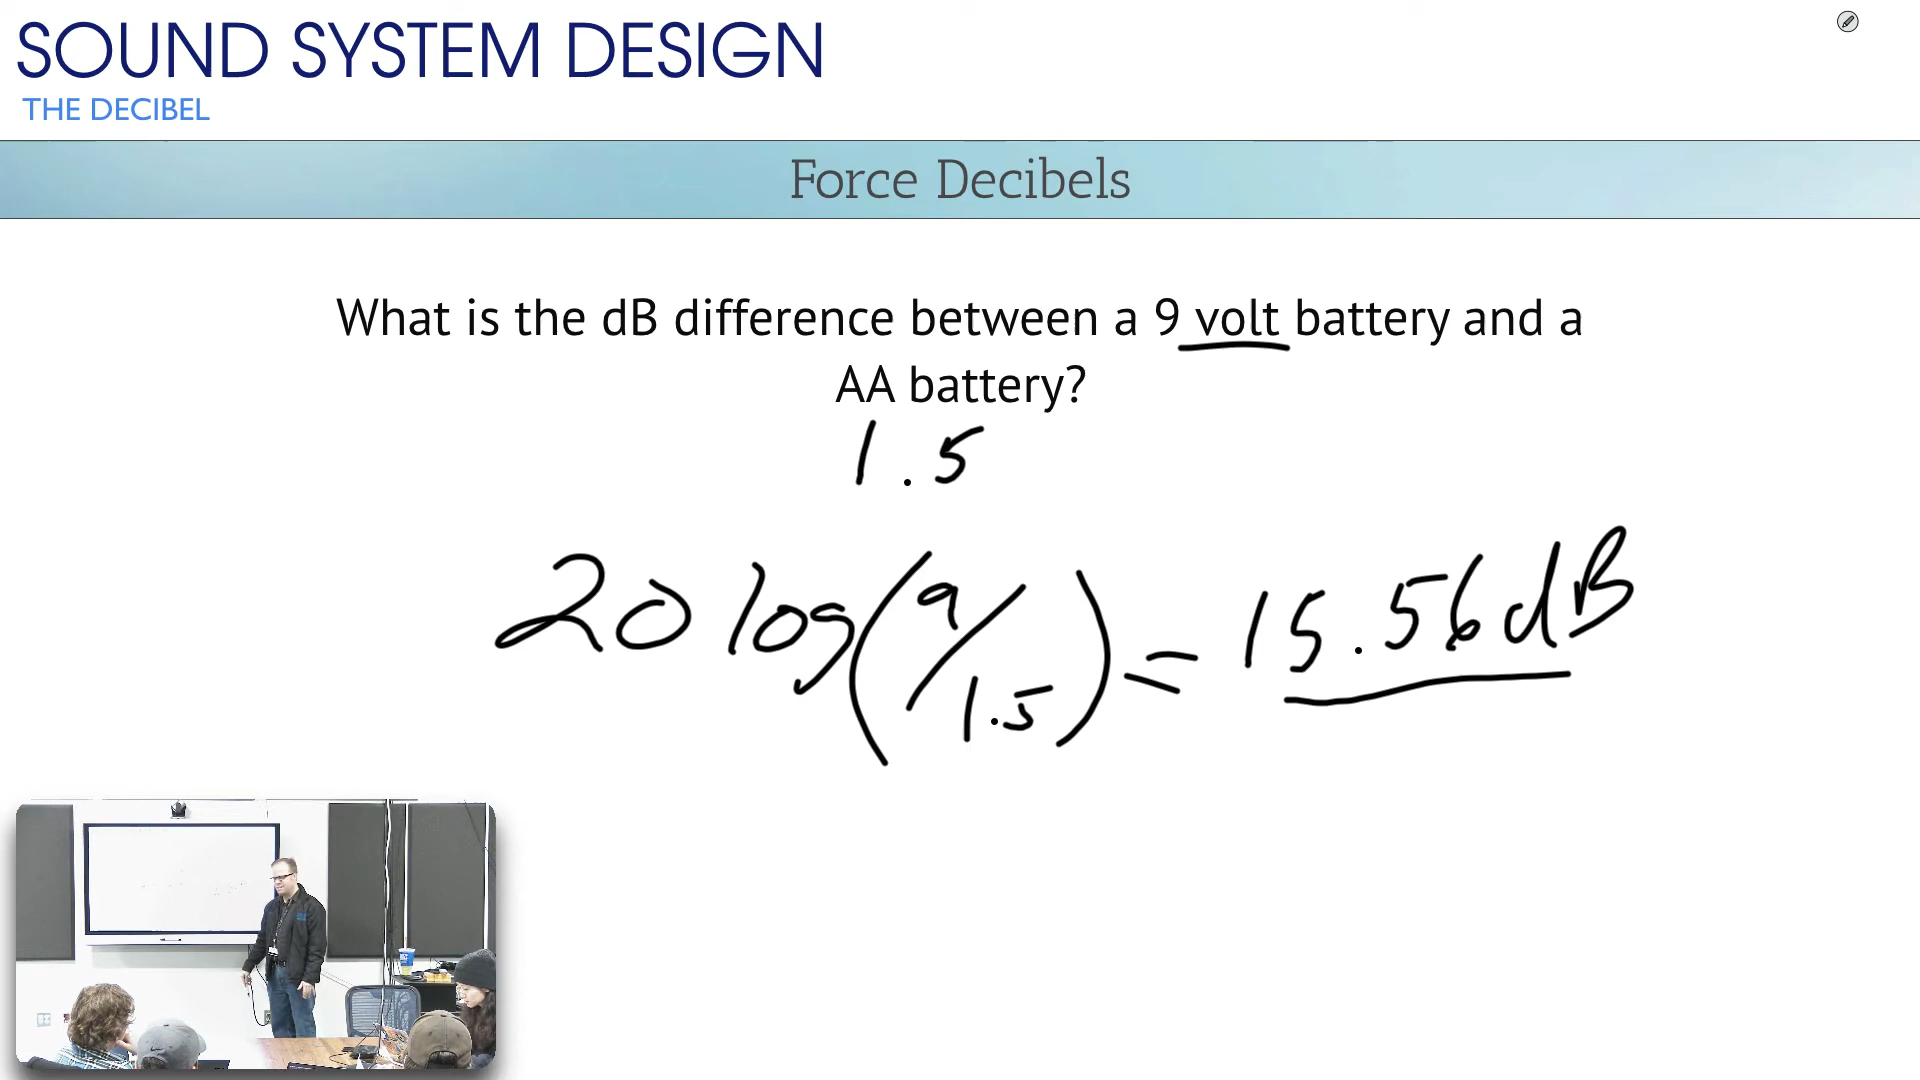 SOUND SYSTEM DESIGN
THE DECIBEL
Force Decibels
What is the dB difference between a 9 volt battery and a
AA battery?
1.5
20 log(9/1.5) = 15.56dB